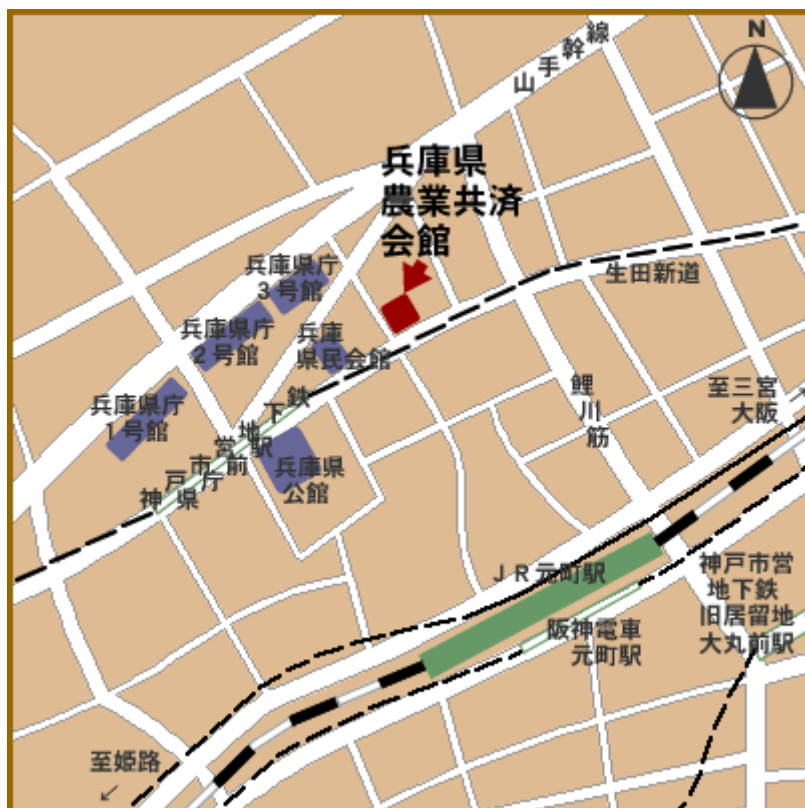 N
山手幹線
兵庫県
農業共済
会館
生田新道
兵庫県庁
3号館
兵庫県庁
2号館
兵庫
県民会館
兵庫県庁
1号館
神戸市営地下鉄
県庁前駅
兵庫県
公館
鯉川筋
至三宮
大阪
JR元町駅
阪神電車
元町駅
神戸市営
地下鉄
旧居留地
大丸前駅
至姫路